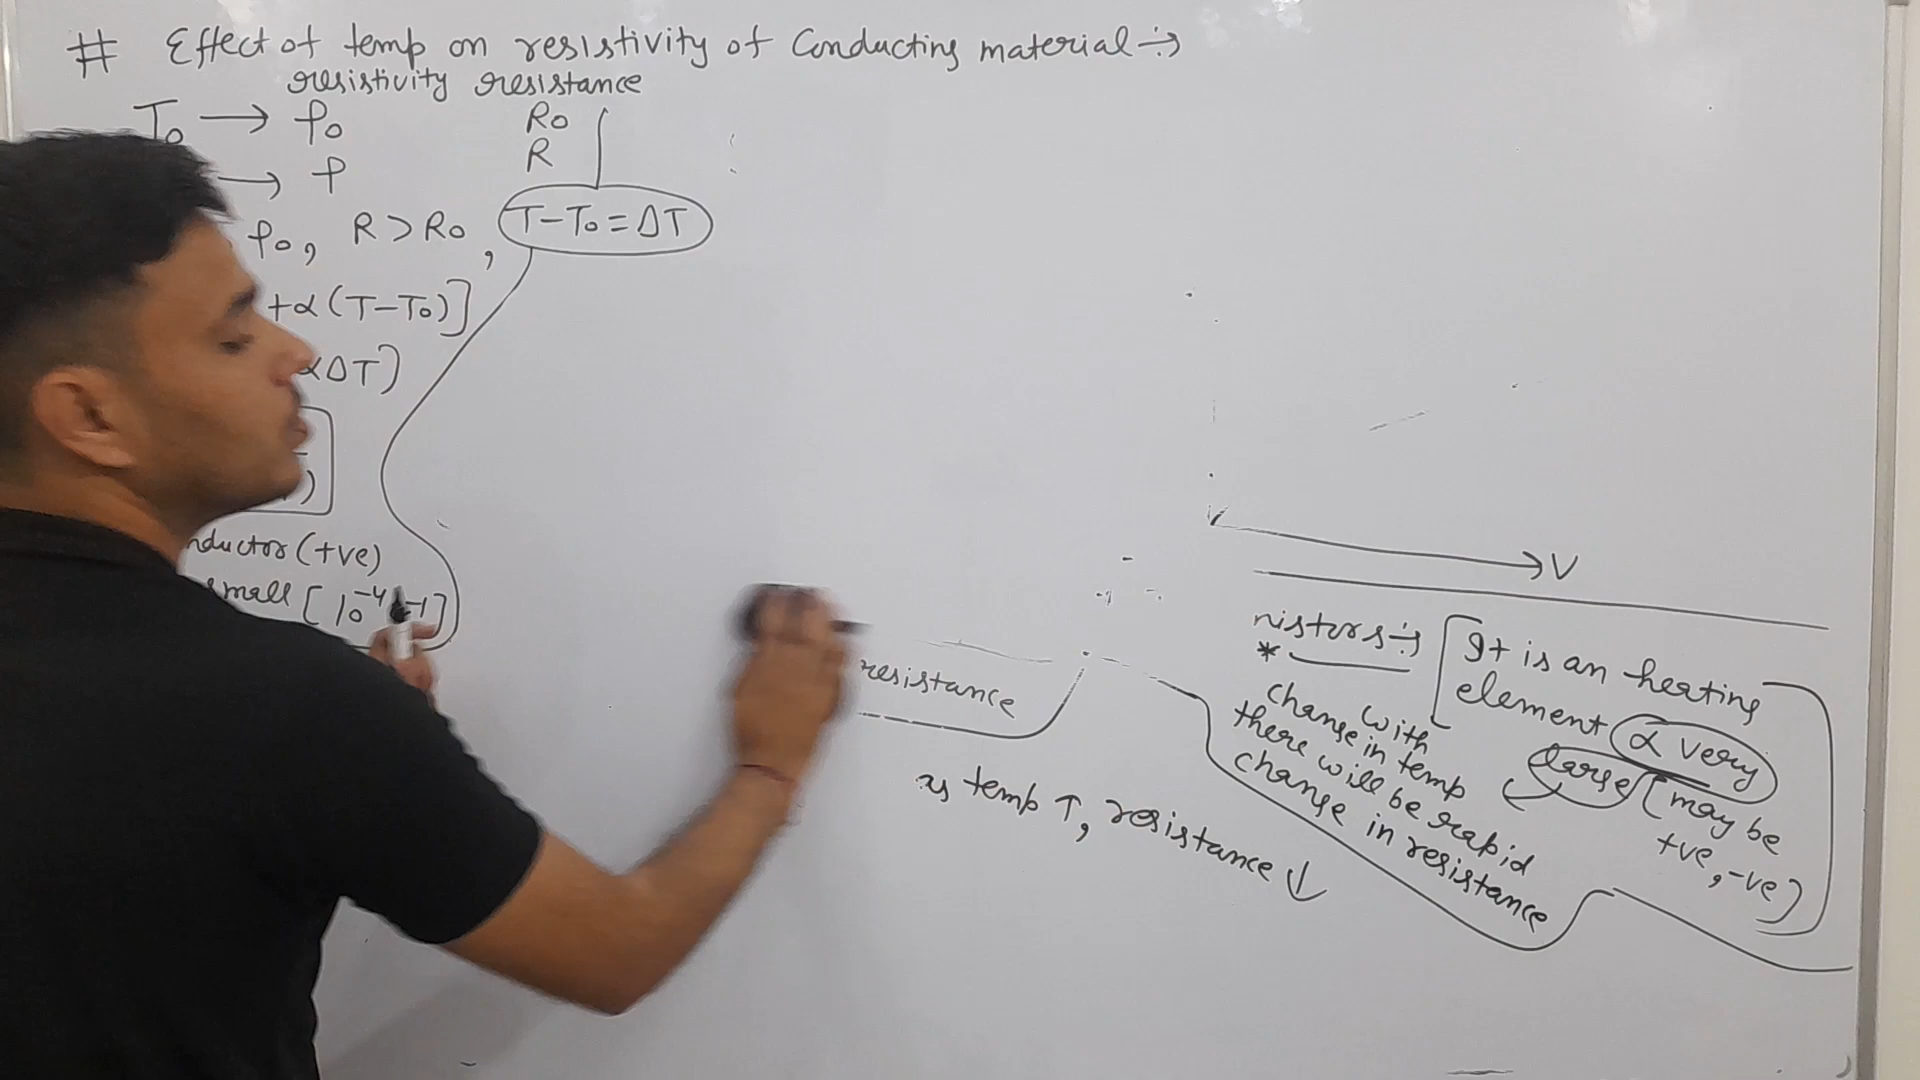 # Effect of temp on resistivity of Conducting material÷
resistivity resistance
T₀ → ρ₀ R₀
→ ρ R
ρ₀, R > R₀, T-T₀ = ΔT
+α(T-T₀)]
αΔT)
nductor (+ve)
small [10⁻⁴ -1]
V
nistors÷ [It is an heating
element α very
large [may be
+ve, -ve]
* with
change in temp
there will be rapid
change in resistance
resistance
as temp ↑, resistance ↓